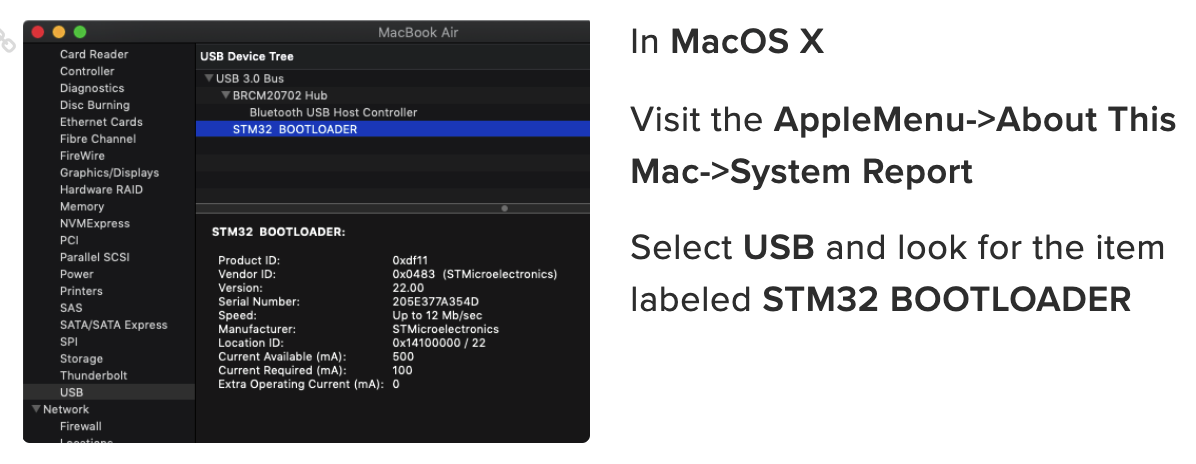 MacBook Air
Card Reader
Controller
Diagnostics
Disc Burning
Ethernet Cards
Fibre Channel
FireWire
Graphics/Displays
Hardware RAID
Memory
NVMExpress
PCI
Parallel SCSI
Power
Printers
SAS
SATA/SATA Express
SPI
Storage
Thunderbolt
USB
Network
Firewall
Locations
USB Device Tree
USB 3.0 Bus
BRCM20702 Hub
Bluetooth USB Host Controller
STM32 BOOTLOADER
STM32 BOOTLOADER:
Product ID: 0xdf11
Vendor ID: 0x0483 (STMicroelectronics)
Version: 22.00
Serial Number: 205E377A354D
Speed: Up to 12 Mb/sec
Manufacturer: STMicroelectronics
Location ID: 0x14100000 / 22
Current Available (mA): 500
Current Required (mA): 100
Extra Operating Current (mA): 0
In MacOS X
Visit the AppleMenu->About This
Mac->System Report
Select USB and look for the item
labeled STM32 BOOTLOADER